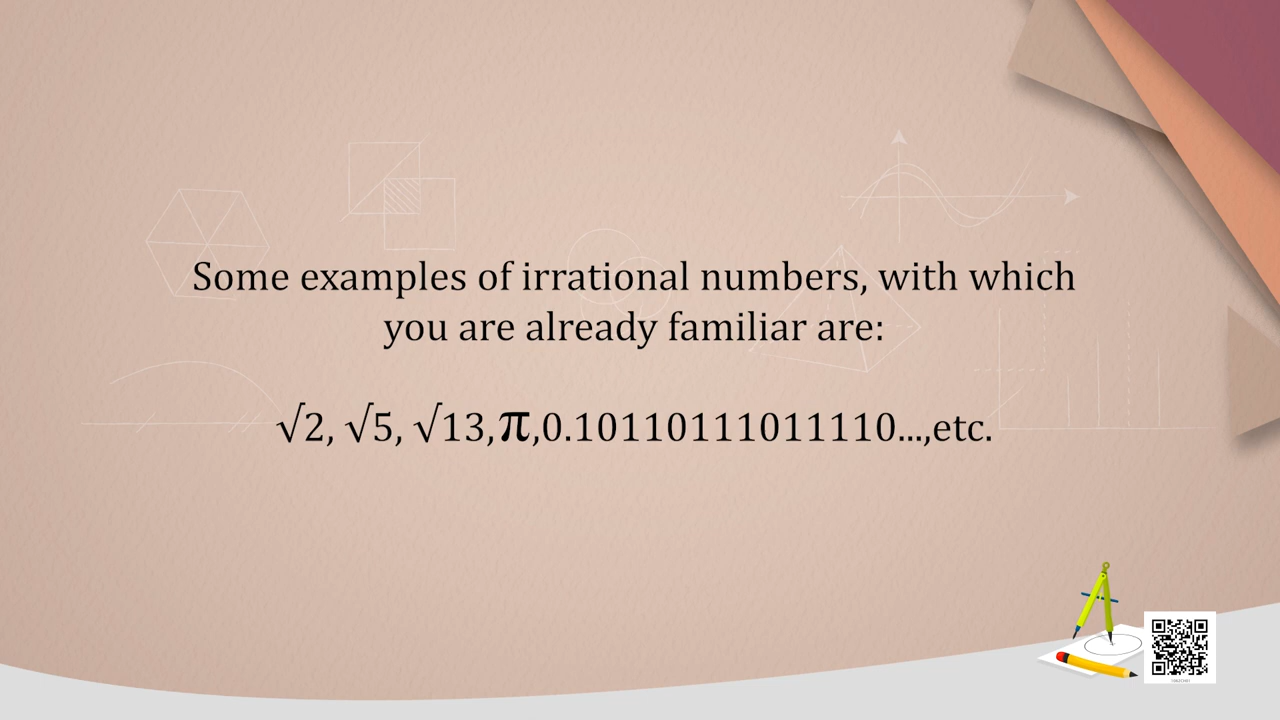 Some examples of irrational numbers, with which
you are already familiar are:
√2, √5, √13,π,0.10110111011110...,etc.